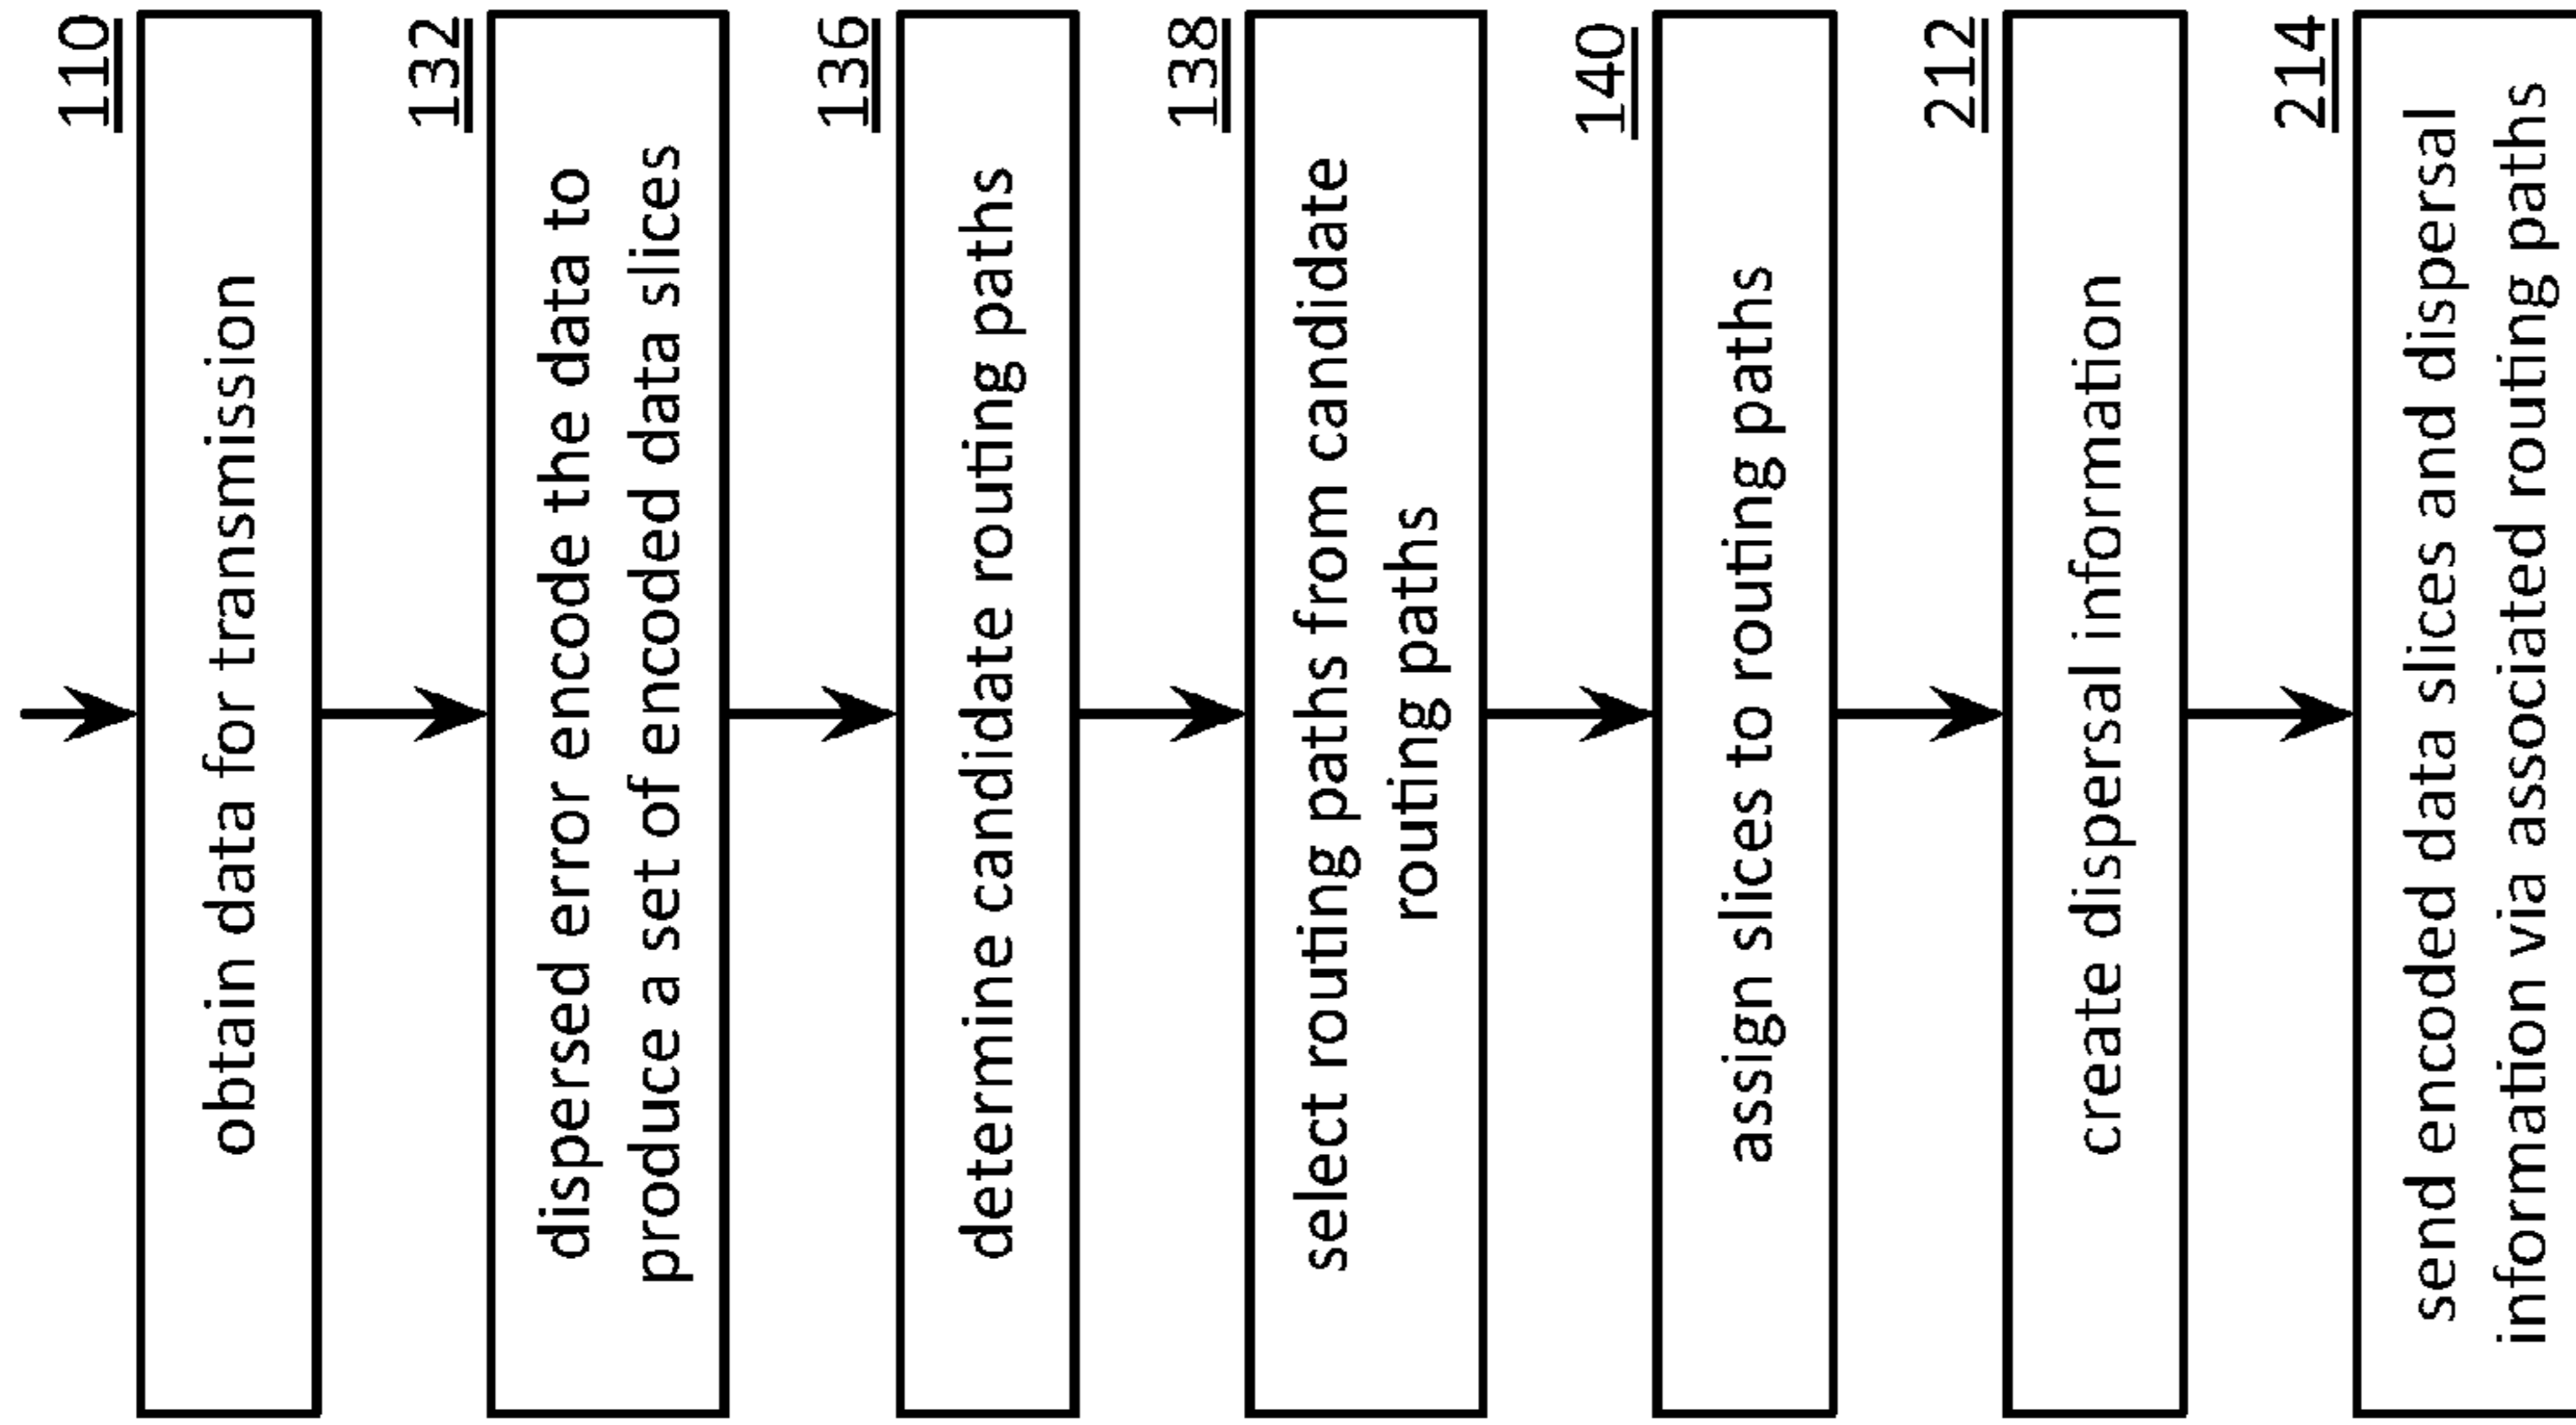 110
obtain data for transmission
132
dispersed error encode the data to
produce a set of encoded data slices
136
determine candidate routing paths
138
select routing paths from candidate
routing paths
140
assign slices to routing paths
212
create dispersal information
214
send encoded data slices and dispersal
information via associated routing paths